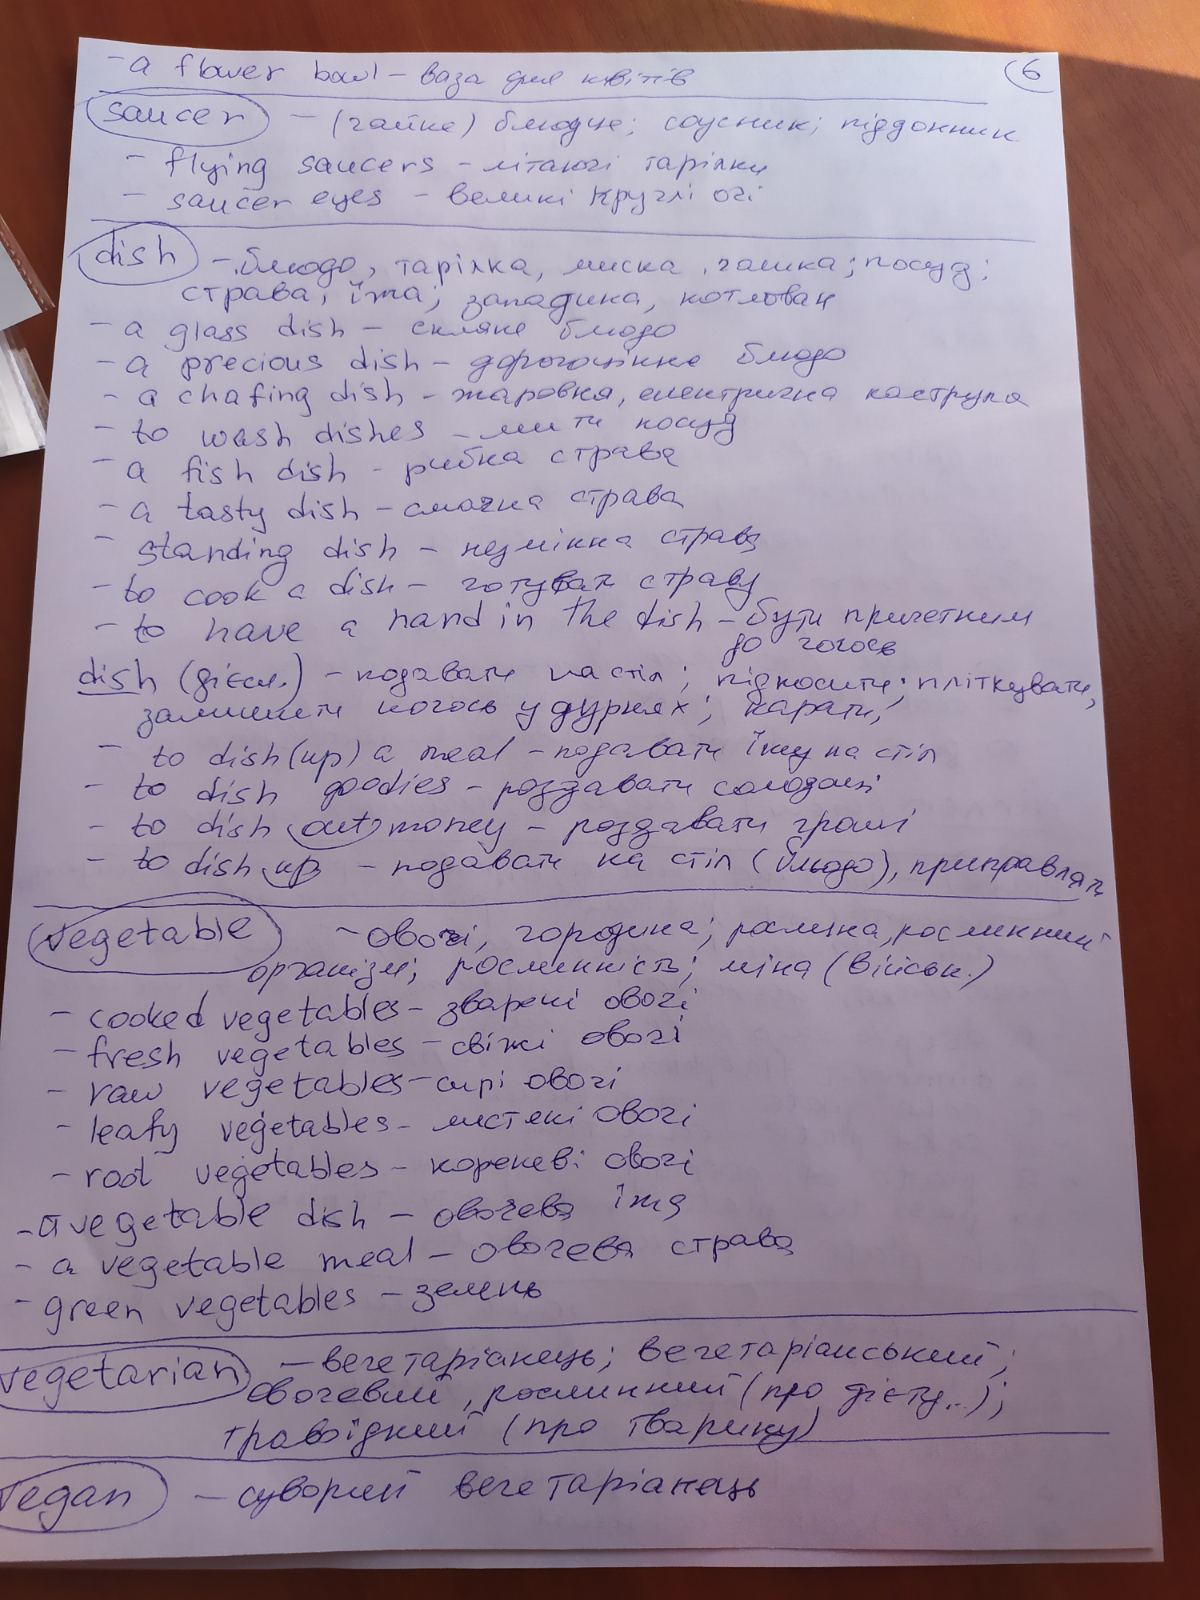 - a flower bowl – ваза для квітів
6
saucer – (чайне) блюдце; соусник; піддонник
- flying saucers – літаючі тарілки
- saucer eyes – великі круглі очі
dish – блюдо, тарілка, миска, чашка; посуд;
страва, їжа; западина, котлован
- a glass dish – скляне блюдо
- a precious dish – дорогоцінне блюдо
- a chafing dish – жаровня, електрична каструля
- to wash dishes – мити посуд
- a fish dish – рибна страва
- a tasty dish – смачна страва
- standing dish – незмінна страва
- to cook a dish – готувати страву
- to have a hand in the dish – бути причетним
до чогось
dish (дієсл.) – подавати на стіл; підносити; пліткувати,
залишити когось у дурнях; карати;
- to dish (up) a meal – подавати їжу на стіл
- to dish goodies – роздавати солодощі
- to dish out money – роздавати гроші
- to dish up – подавати на стіл (блюдо), приправляти
vegetable – овочі, городина; рослина, рослинний
організм; рослинність; міна (військ.)
- cooked vegetables – зварені овочі
- fresh vegetables – свіжі овочі
- raw vegetables – сирі овочі
- leafy vegetables – листяні овочі
- root vegetables – кореневі овочі
- a vegetable dish – овочева їжа
- a vegetable meal – овочева страва
- green vegetables – зелень
vegetarian – вегетаріанець; вегетаріанський;
овочевий, рослинний (про дієту...);
травоїдний (про тварину)
vegan – суворий вегетаріанець